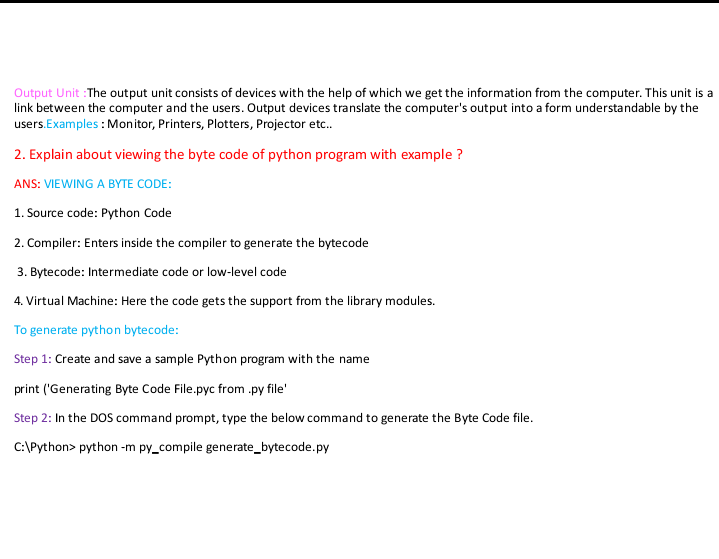 Output Unit :The output unit consists of devices with the help of which we get the information from the computer. This unit is a
link between the computer and the users. Output devices translate the computer's output into a form understandable by the
users.Examples : Monitor, Printers, Plotters, Projector etc..
2. Explain about viewing the byte code of python program with example ?
ANS: VIEWING A BYTE CODE:
1. Source code: Python Code
2. Compiler: Enters inside the compiler to generate the bytecode
3. Bytecode: Intermediate code or low-level code
4. Virtual Machine: Here the code gets the support from the library modules.
To generate python bytecode:
Step 1: Create and save a sample Python program with the name
print ('Generating Byte Code File.pyc from .py file'
Step 2: In the DOS command prompt, type the below command to generate the Byte Code file.
C:\Python> python -m py_compile generate_bytecode.py